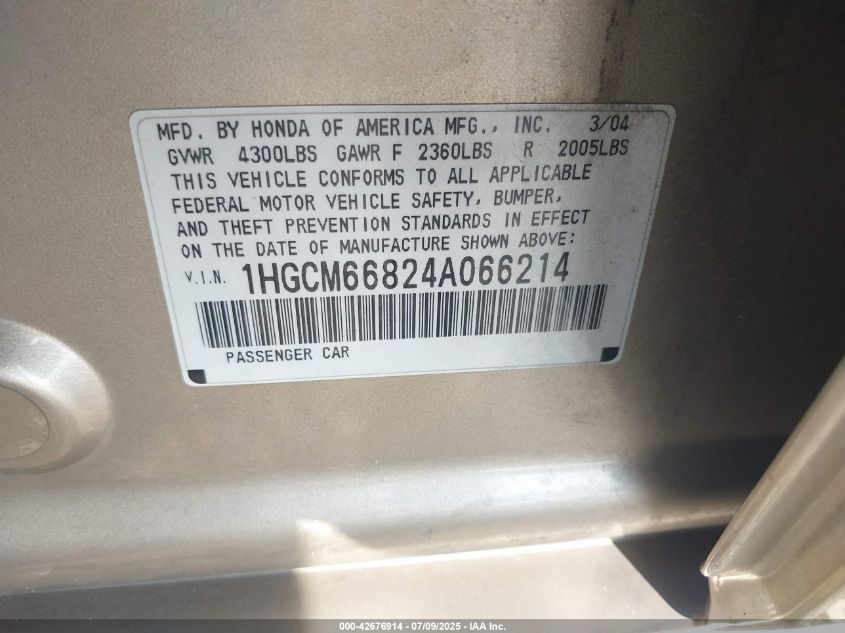 MFD. BY HONDA OF AMERICA MFG., INC. 3/04
GVWR 4300LBS GAWR F 2360LBS R 2005LBS
THIS VEHICLE CONFORMS TO ALL APPLICABLE
FEDERAL MOTOR VEHICLE SAFETY, BUMPER,
AND THEFT PREVENTION STANDARDS IN EFFECT
ON THE DATE OF MANUFACTURE SHOWN ABOVE:
V.I.N. 1HGCM66824A066214
PASSENGER CAR
000-42676914 - 07/09/2025 - IAA Inc.